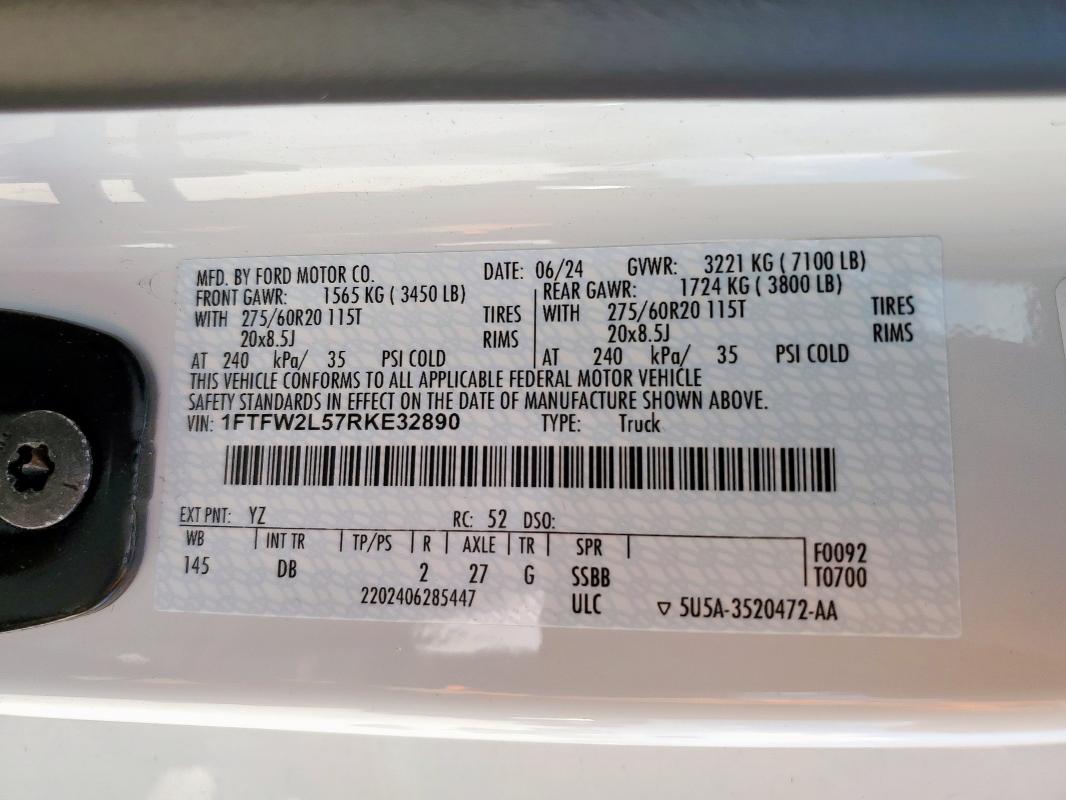 MFD. BY FORD MOTOR CO. DATE: 06/24 GVWR: 3221 KG ( 7100 LB)
FRONT GAWR: 1565 KG ( 3450 LB) REAR GAWR: 1724 KG ( 3800 LB)
WITH 275/60R20 115T TIRES WITH 275/60R20 115T TIRES
20x8.5J RIMS 20x8.5J RIMS
AT 240 kPa/ 35 PSI COLD AT 240 kPa/ 35 PSI COLD
THIS VEHICLE CONFORMS TO ALL APPLICABLE FEDERAL MOTOR VEHICLE
SAFETY STANDARDS IN EFFECT ON THE DATE OF MANUFACTURE SHOWN ABOVE.
VIN: 1FTFW2L57RKE32890 TYPE: Truck
EXT PNT: YZ RC: 52 DSO:
WB INT TR TP/PS R AXLE TR SPR F0092
145 DB 2 27 G SSBB T0700
2202406285447 ULC ▽ 5U5A-3520472-AA